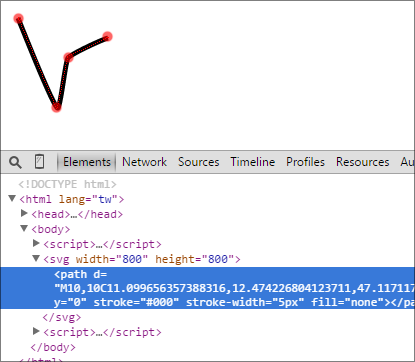 Elements Network Sources Timeline Profiles Resources Au
<!DOCTYPE html>
▼<html lang="tw">
▶<head>…</head>
▼<body>
▶<script>…</script>
▼<svg width="800" height="800">
<path d=
"M10,10C11.099656357388316,12.474226804123711,47.117117
y="0" stroke="#000" stroke-width="5px" fill="none"></pa
</svg>
▶<script>…</script>